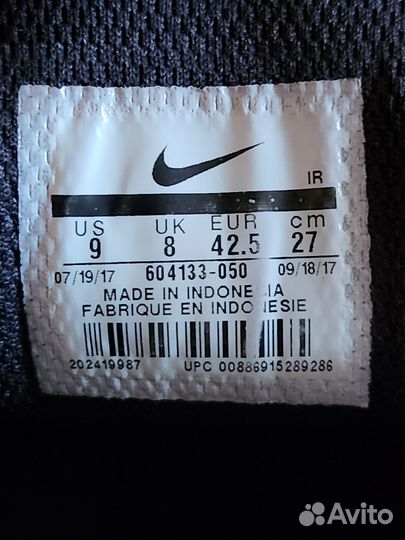 IR
US UK EUR cm
9 8 42.5 27
07/19/17 604133-050 09/18/17
MADE IN INDONESIA
FABRIQUE EN INDONESIE
202419987 UPC 00886915289286
Avito